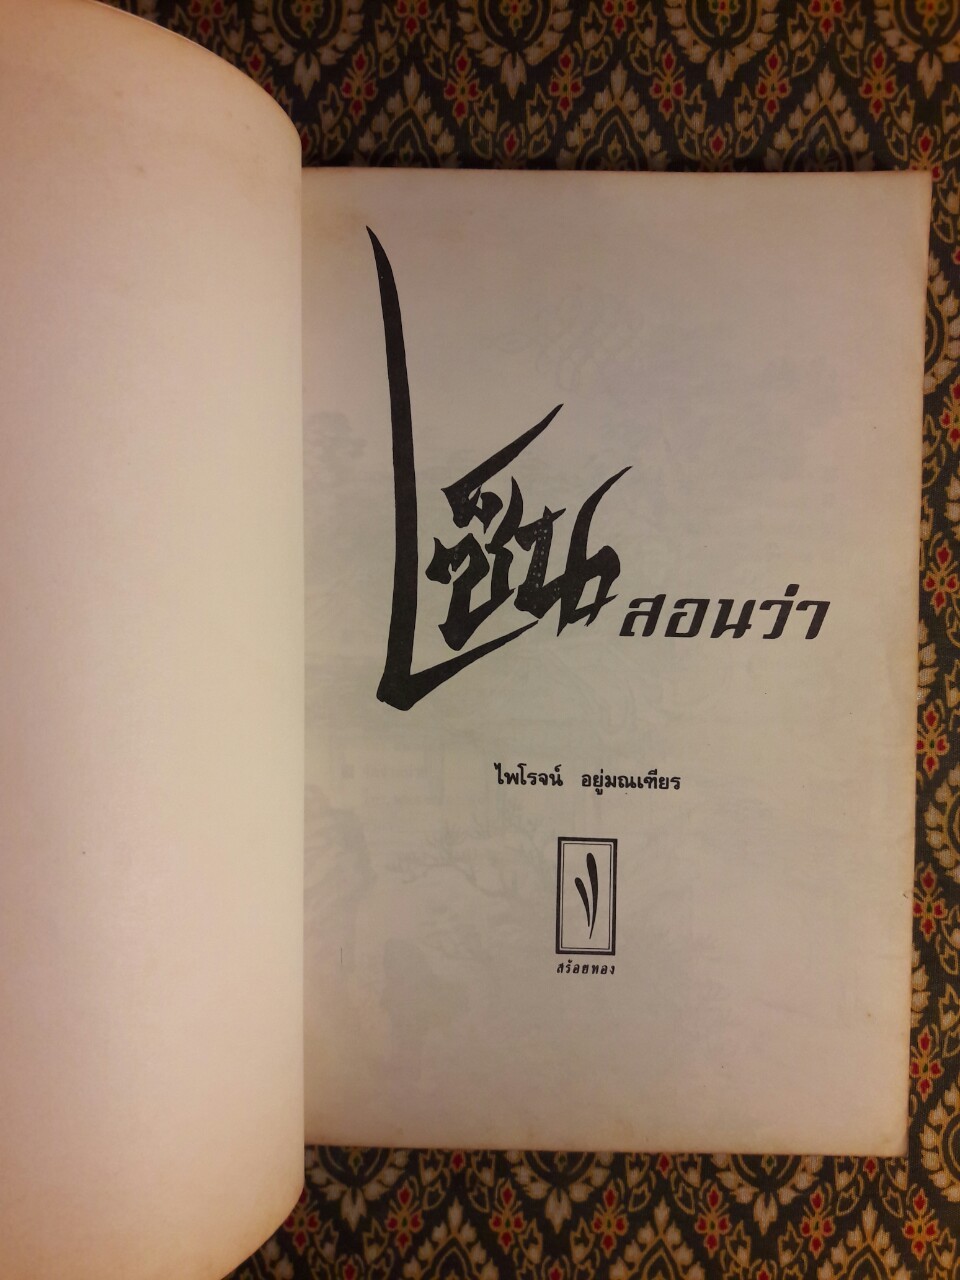 เซ็น สอนว่า
ไพโรจน์ อยู่มณเฑียร
สร้อยทอง